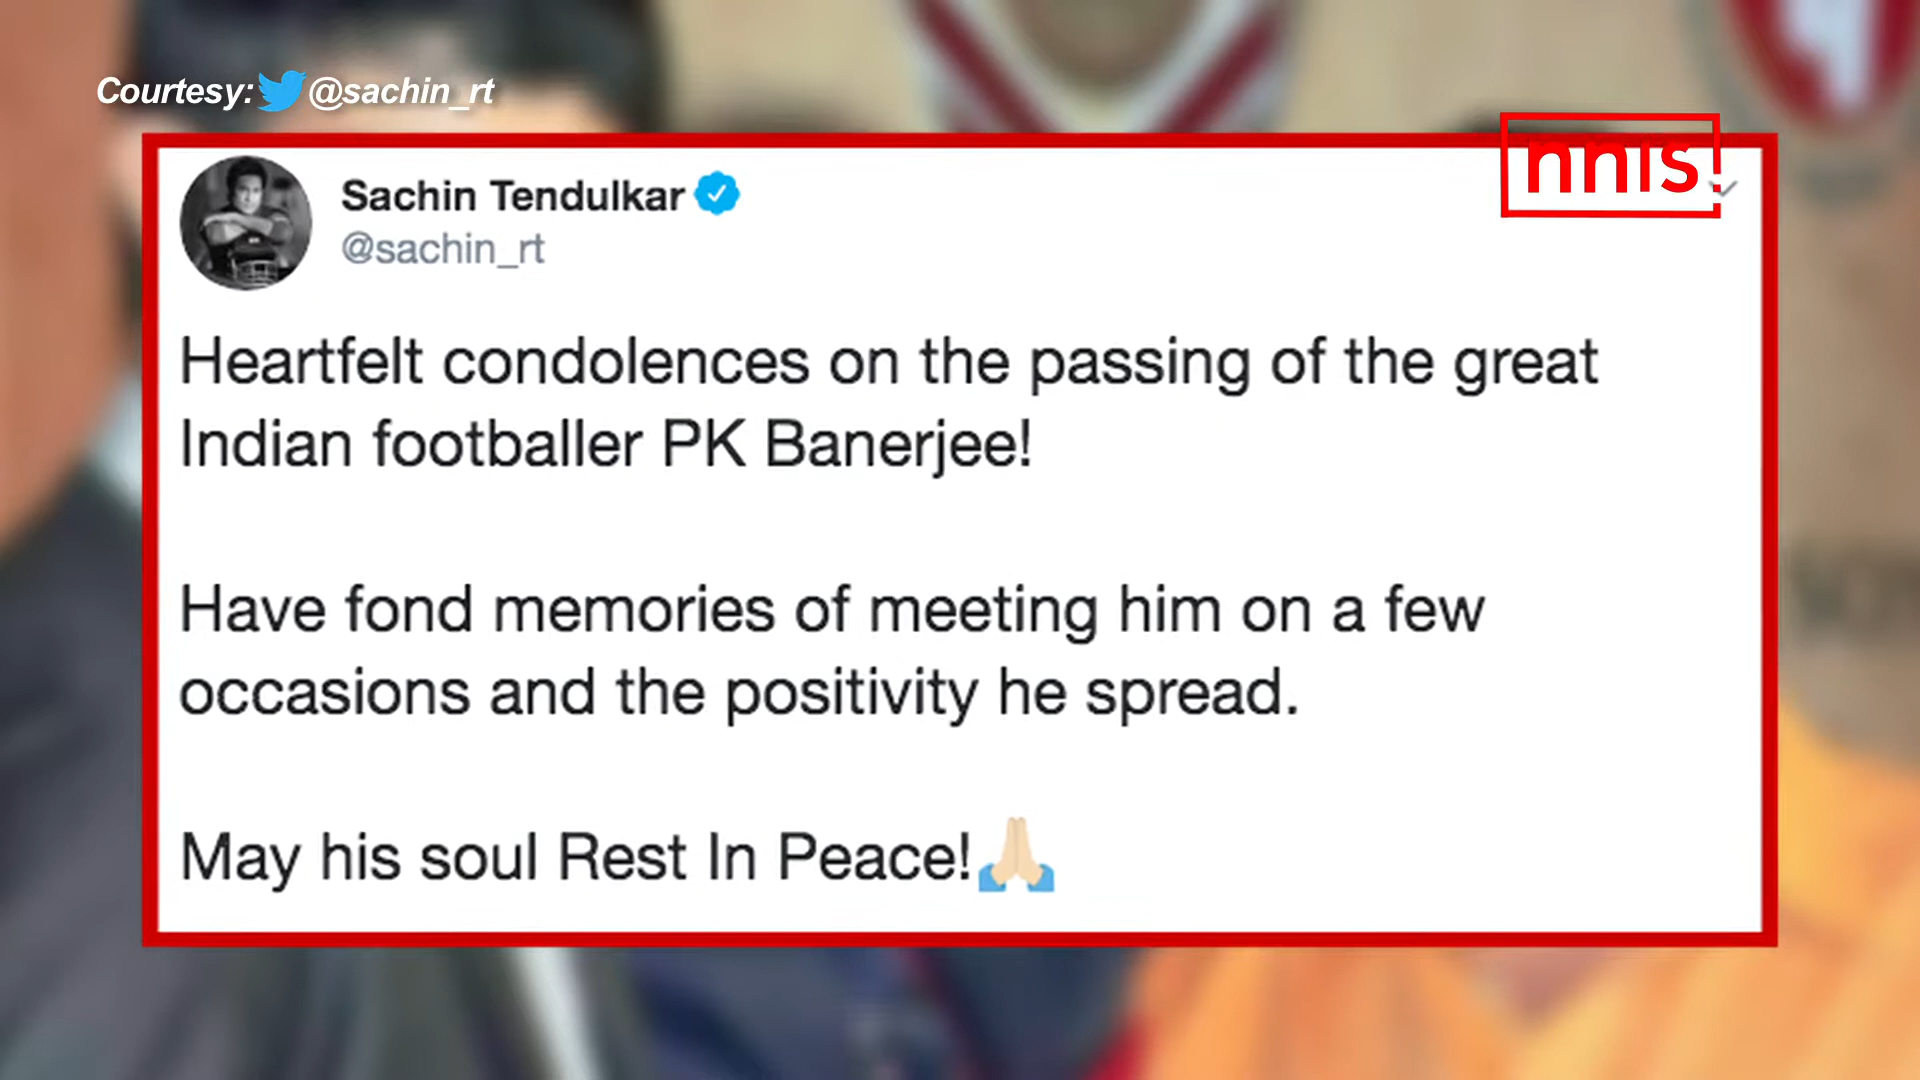 Courtesy: @sachin_rt
nnis!
Sachin Tendulkar
@sachin_rt
Heartfelt condolences on the passing of the great
Indian footballer PK Banerjee!
Have fond memories of meeting him on a few
occasions and the positivity he spread.
May his soul Rest In Peace!🙏🏻